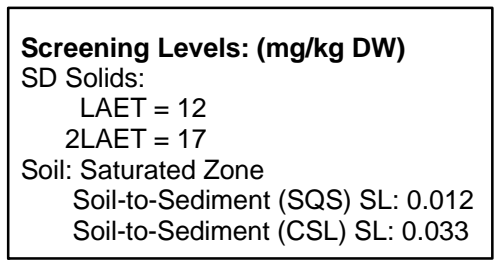 Screening Levels: (mg/kg DW)
SD Solids:
LAET = 12
2LAET = 17
Soil: Saturated Zone
Soil-to-Sediment (SQS) SL: 0.012
Soil-to-Sediment (CSL) SL: 0.033